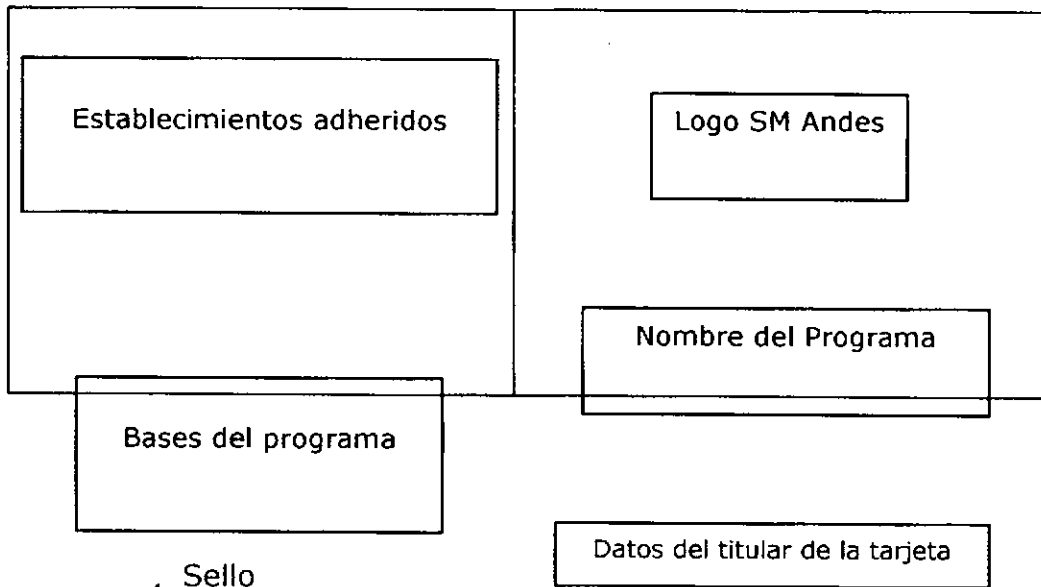 Establecimientos adheridos
Logo SM Andes
Nombre del Programa
Bases del programa
Datos del titular de la tarjeta
Sello